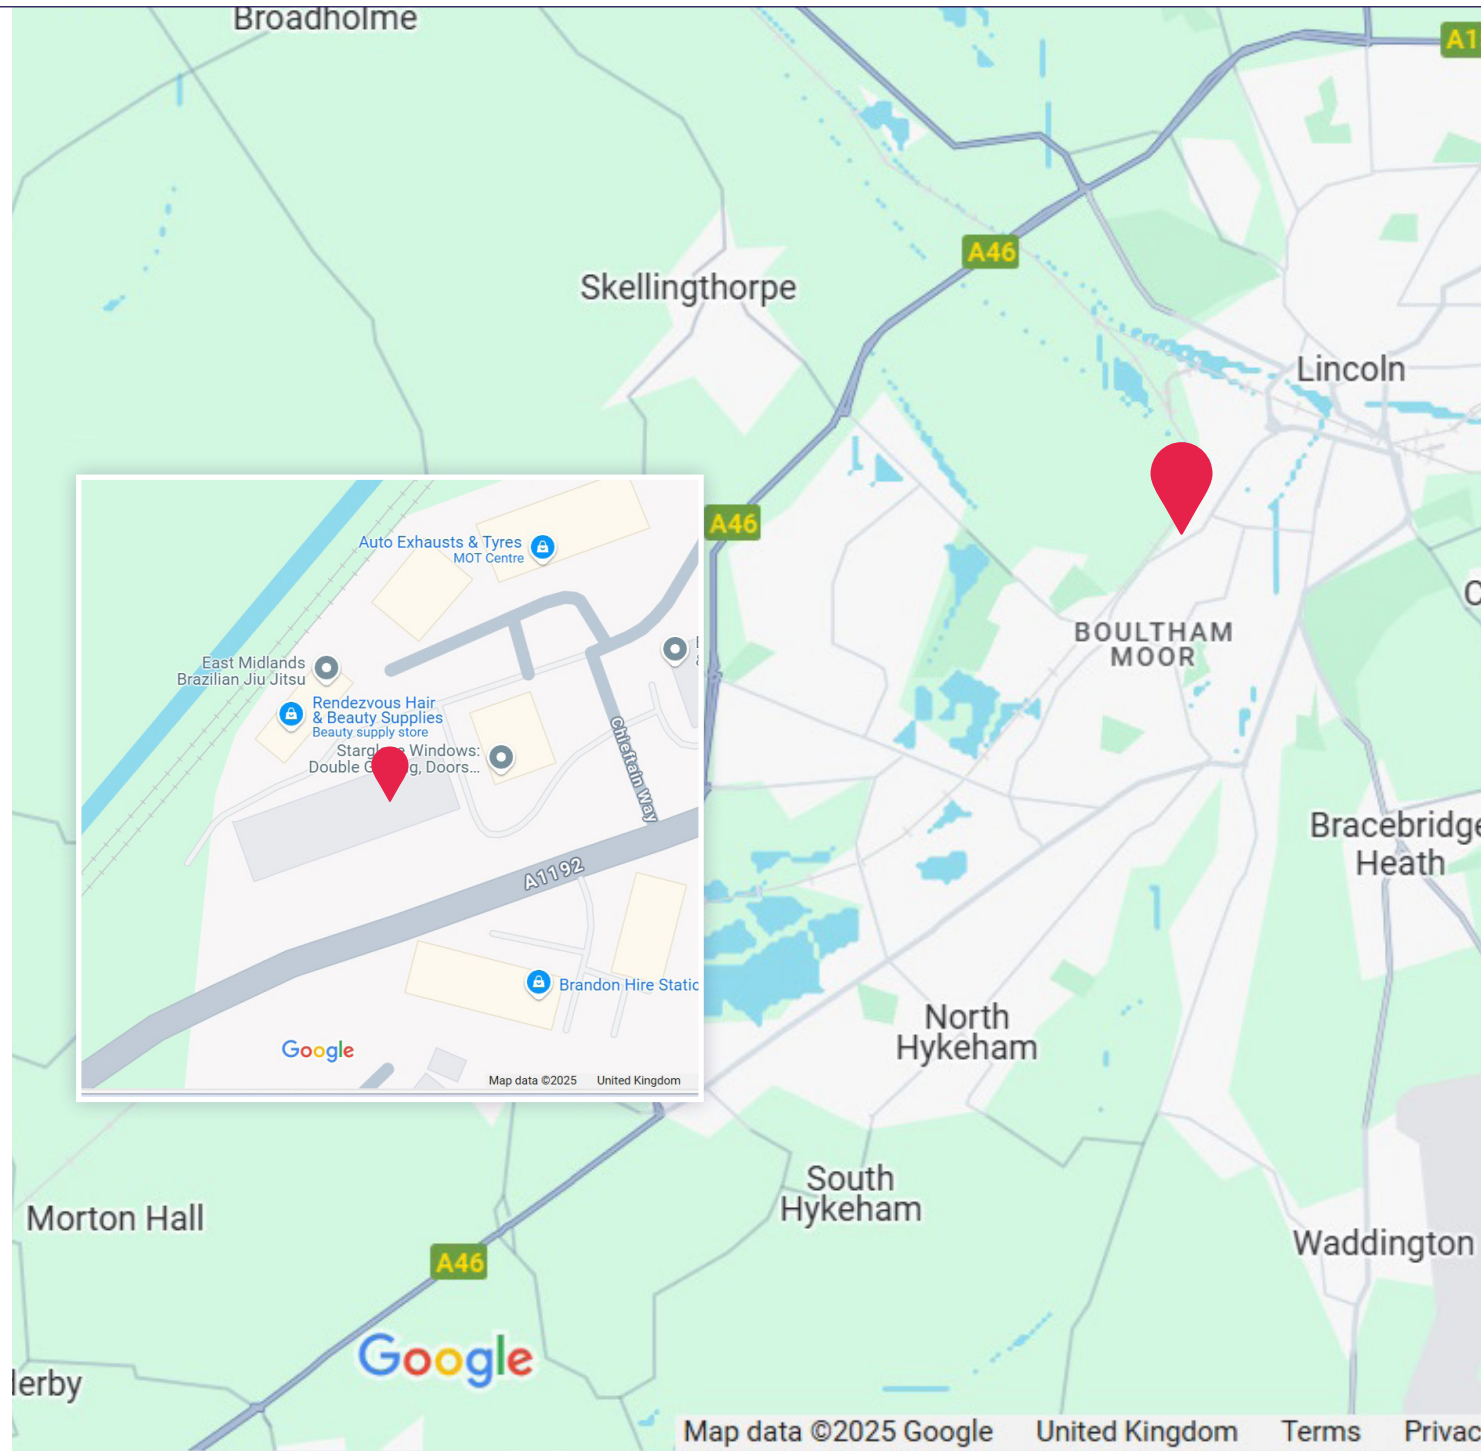 Broadholme
A1
A46
Skellingthorpe
Lincoln
A46
BOULTHAM
MOOR
Bracebridge
Heath
North
Hykeham
South
Hykeham
Morton Hall
Waddington
A46
lerby
Google
Map data ©2025 Google United Kingdom Terms Privac
Auto Exhausts & Tyres
MOT Centre
East Midlands
Brazilian Jiu Jitsu
Rendezvous Hair
& Beauty Supplies
Beauty supply store
Windows:
Double Doors...
Chieftain Way
A1192
Brandon Hire Static
Google
Map data ©2025 United Kingdom